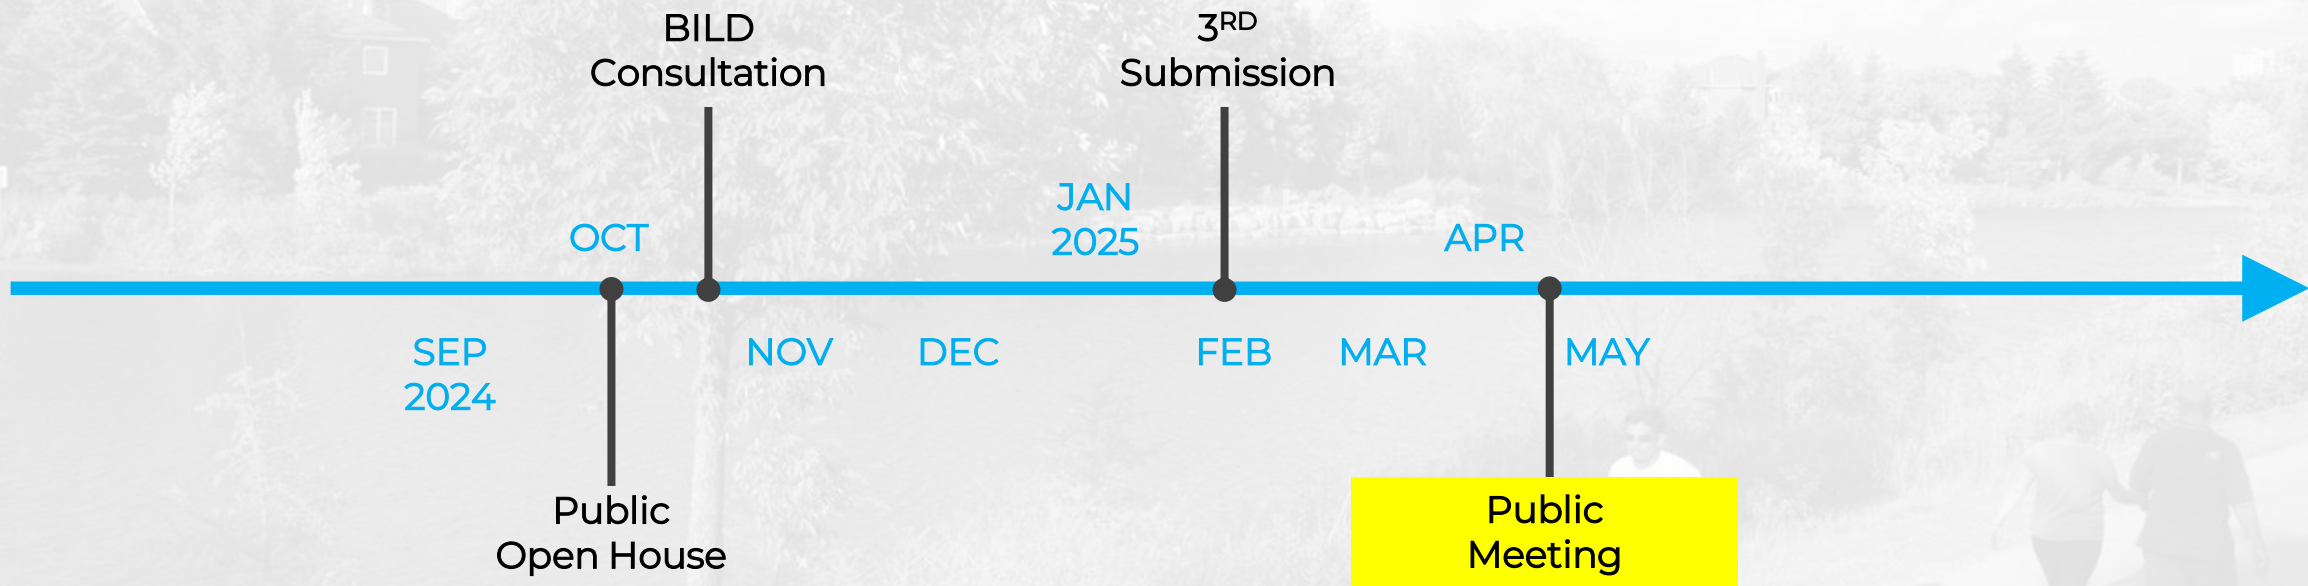 BILD
Consultation
3RD
Submission
JAN
2025
OCT
APR
SEP
2024
NOV
DEC
FEB
MAR
MAY
Public
Open House
Public
Meeting